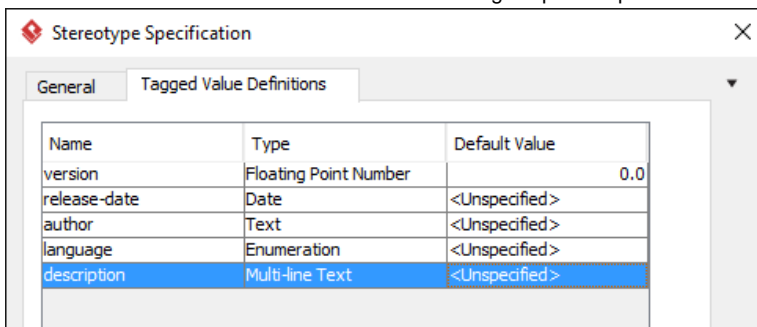 Stereotype Specification
General Tagged Value Definitions
Name Type Default Value
version Floating Point Number 0.0
release-date Date <Unspecified>
author Text <Unspecified>
language Enumeration <Unspecified>
description Multi-line Text <Unspecified>